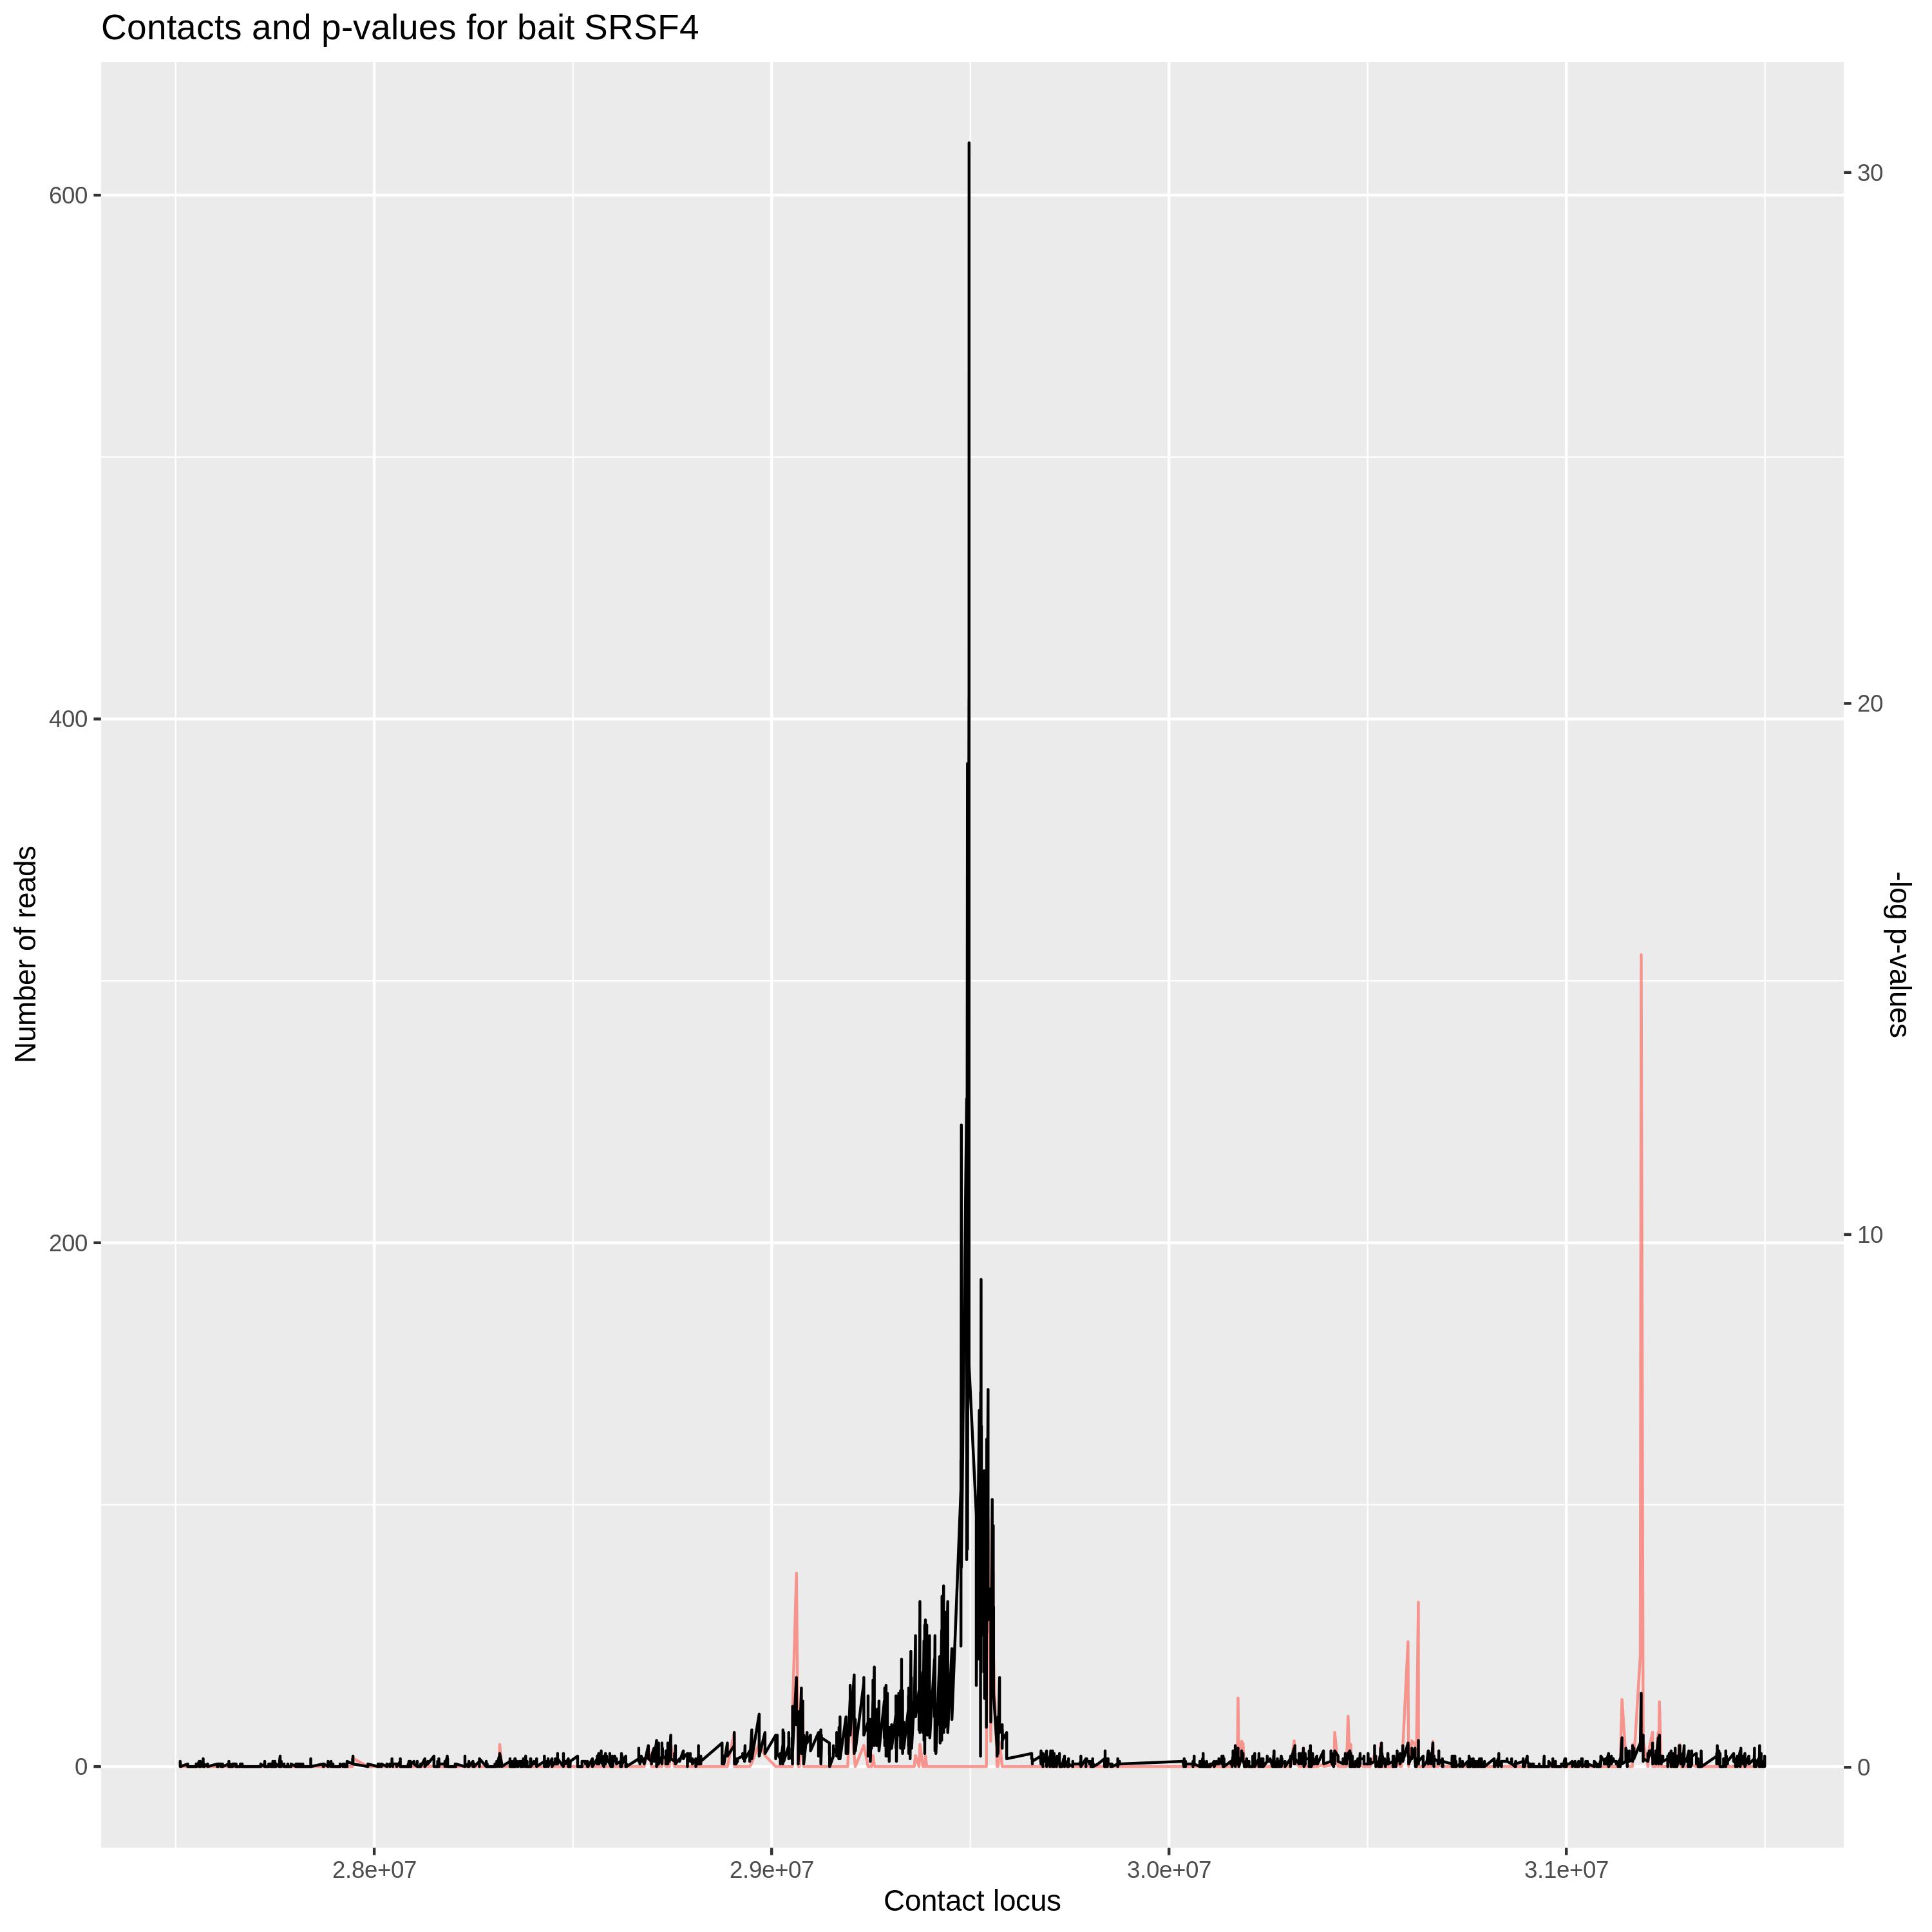 Contacts and p-values for bait SRSF4
Number of reads
600
400
200
0
30
20
10
0
-log p-values
2.8e+07
2.9e+07
3.0e+07
3.1e+07
Contact locus